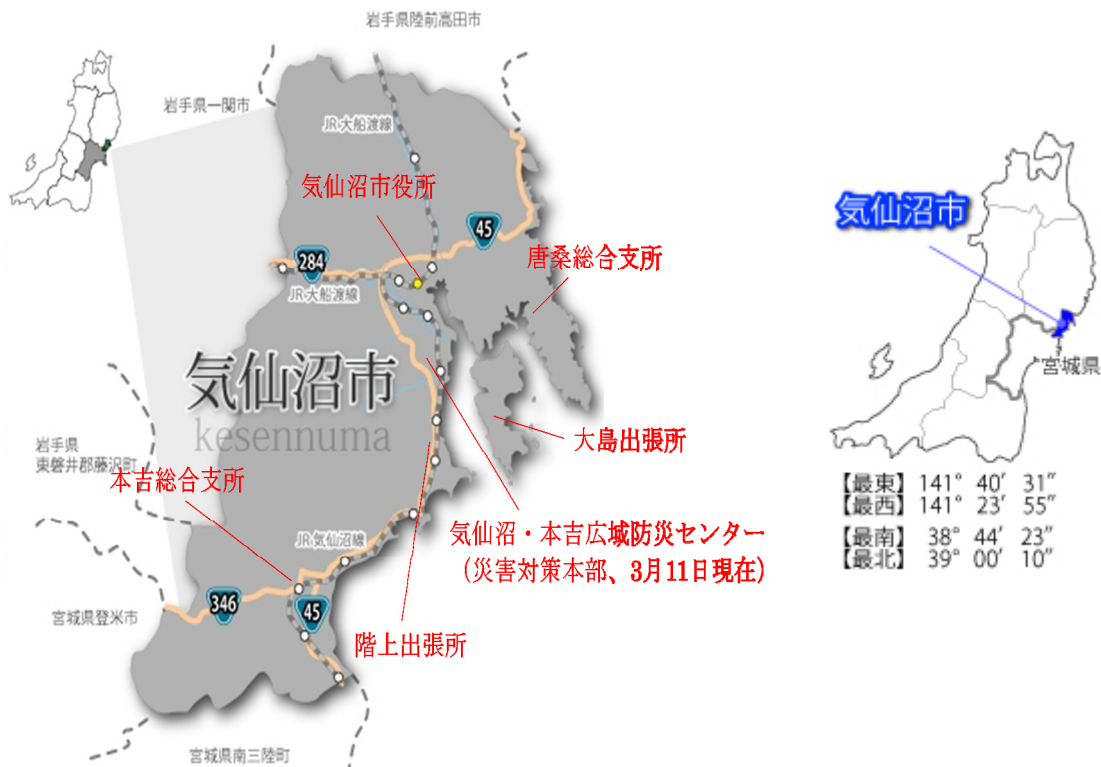 岩手県陸前高田市
岩手県一関市
JR大船渡線
気仙沼市役所
45
284
唐桑総合支所
JR大船渡線
気仙沼市
kesennuma
大島出張所
岩手県
東磐井郡藤沢町
本吉総合支所
気仙沼・本吉広域防災センター
（災害対策本部、3月11日現在）
JR気仙沼線
346
45
宮城県登米市
階上出張所
宮城県南三陸町
気仙沼市
宮城県
【最東】 141° 40′ 31″
【最西】 141° 23′ 55″
【最南】 38° 44′ 23″
【最北】 39° 00′ 10″